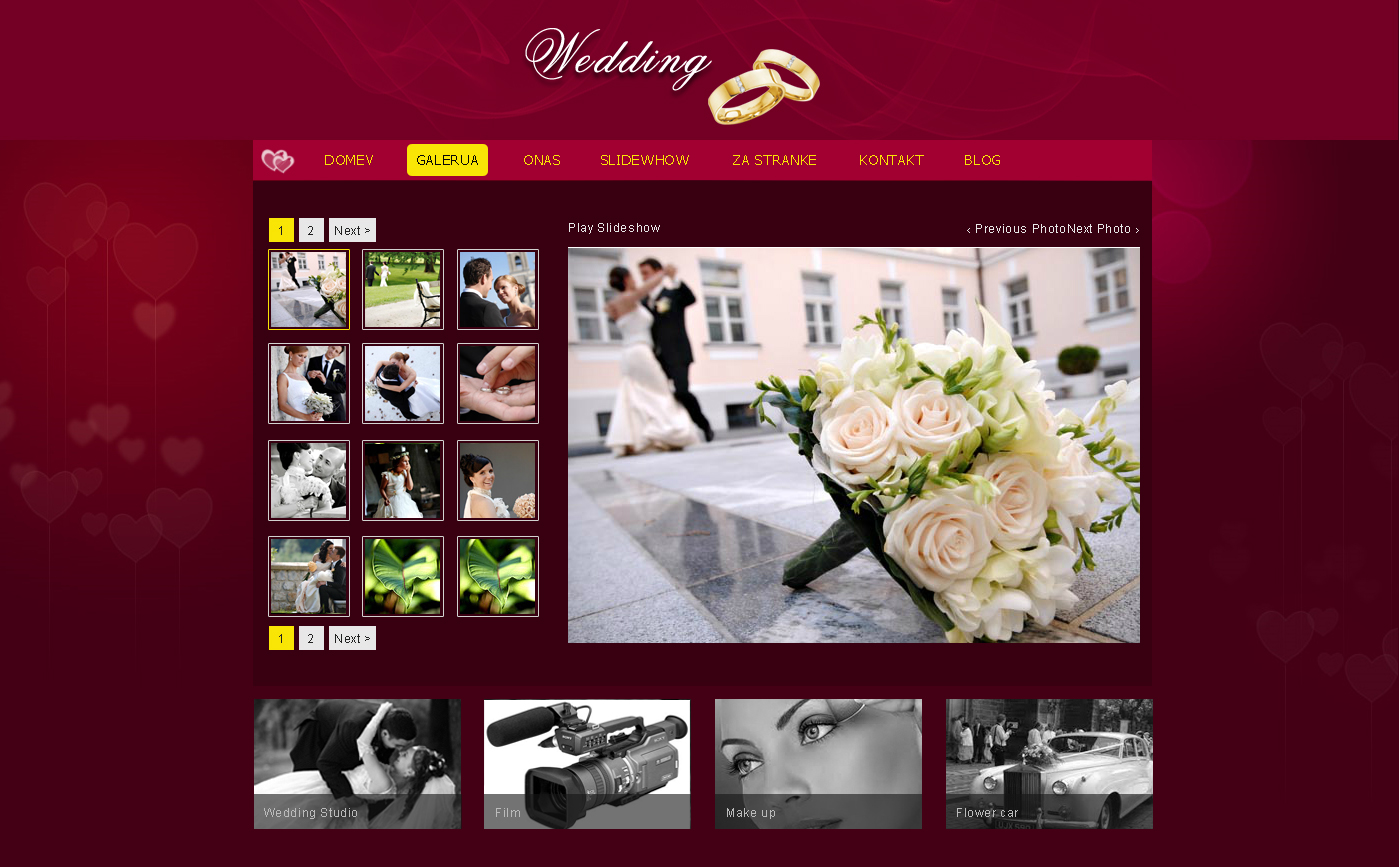 Wedding
DOMEV GALERIJA ONAS SLIDEWHOW ZA STRANKE KONTAKT BLOG
1 2 Next >
Play Slideshow
‹ Previous PhotoNext Photo ›
1 2 Next >
Wedding Studio
Film
Make up
Flower car